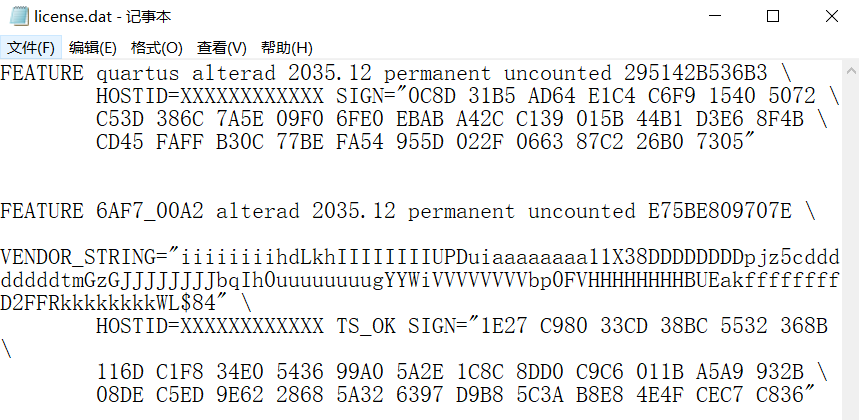 license.dat - 记事本
文件(F) 编辑(E) 格式(O) 查看(V) 帮助(H)
FEATURE quartus alterad 2035.12 permanent uncounted 295142B536B3 \
HOSTID=XXXXXXXXXXXX SIGN="0C8D 31B5 AD64 E1C4 C6F9 1540 5072 \
C53D 386C 7A5E 09F0 6FE0 EBAB A42C C139 015B 44B1 D3E6 8F4B \
CD45 FAFF B30C 77BE FA54 955D 022F 0663 87C2 26B0 7305"
FEATURE 6AF7_00A2 alterad 2035.12 permanent uncounted E75BE809707E \
VENDOR_STRING="iiiiiiiihdLkhIIIIIIIIUPDuiaaaaaaaa11X38DDDDDDDDpjz5cddd
dddddtmGzGJJJJJJJJbqIh0uuuuuuuugYYWiVVVVVVVVbp0FVHHHHHHHHBUEakffffffff
D2FFRkkkkkkkkWL$84" \
HOSTID=XXXXXXXXXXXX TS_OK SIGN="1E27 C980 33CD 38BC 5532 368B
\
116D C1F8 34E0 5436 99A0 5A2E 1C8C 8DD0 C9C6 011B A5A9 932B \
08DE C5ED 9E62 2868 5A32 6397 D9B8 5C3A B8E8 4E4F CEC7 C836"